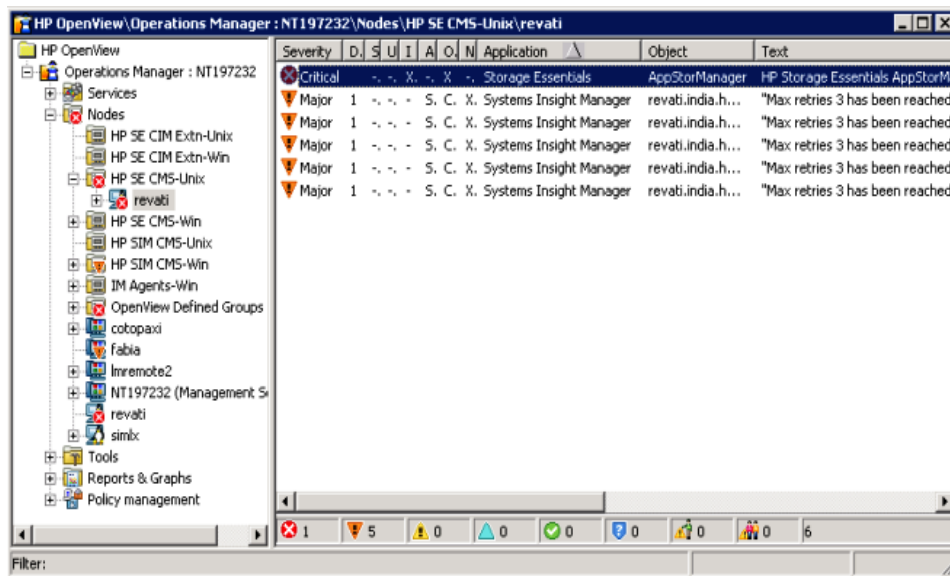 HP OpenView\Operations Manager : NT197232\Nodes\HP SE CMS-Unix\revati
HP OpenView
Operations Manager : NT197232
Services
Nodes
HP SE CIM Extn-Unix
HP SE CIM Extn-Win
HP SE CMS-Unix
revati
HP SE CMS-Win
HP SIM CMS-Unix
HP SIM CMS-Win
IM Agents-Win
OpenView Defined Groups
cotopaxi
fabia
lmremote2
NT197232 (Management S
revati
simlx
Tools
Reports & Graphs
Policy management
Severity D. S U I A O. N Application Object Text
Critical -. -. X. -. X -. Storage Essentials AppStorManager HP Storage Essentials AppStorM
Major 1 -. -. - S. C. X. Systems Insight Manager revati.india.h... "Max retries 3 has been reached
Major 1 -. -. - S. C. X. Systems Insight Manager revati.india.h... "Max retries 3 has been reached
Major 1 -. -. - S. C. X. Systems Insight Manager revati.india.h... "Max retries 3 has been reached
Major 1 -. -. - S. C. X. Systems Insight Manager revati.india.h... "Max retries 3 has been reached
Major 1 -. -. - S. C. X. Systems Insight Manager revati.india.h... "Max retries 3 has been reached
1 5 0 0 0 0 0 0 6
Filter: